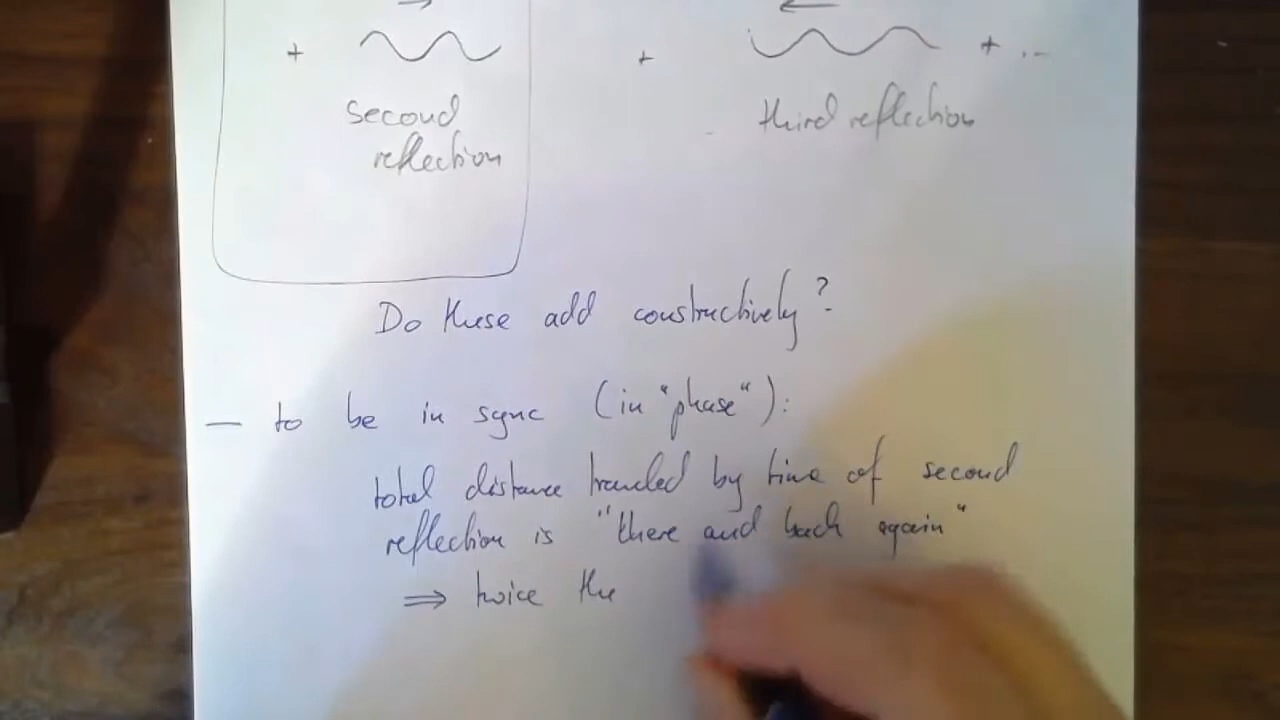 + + + ..
second third reflection
reflection
Do these add constructively?
— to be in sync (in "phase"):
total distance traveled by time of second
reflection is "there and back again"
⇒ twice the